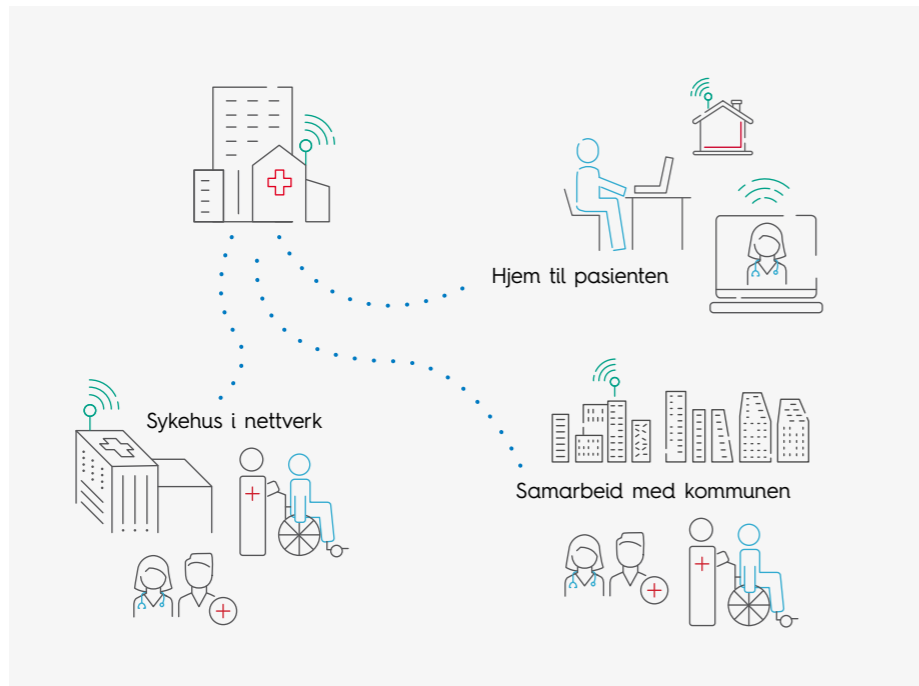 Hjem til pasienten
Sykehus i nettverk
Samarbeid med kommunen